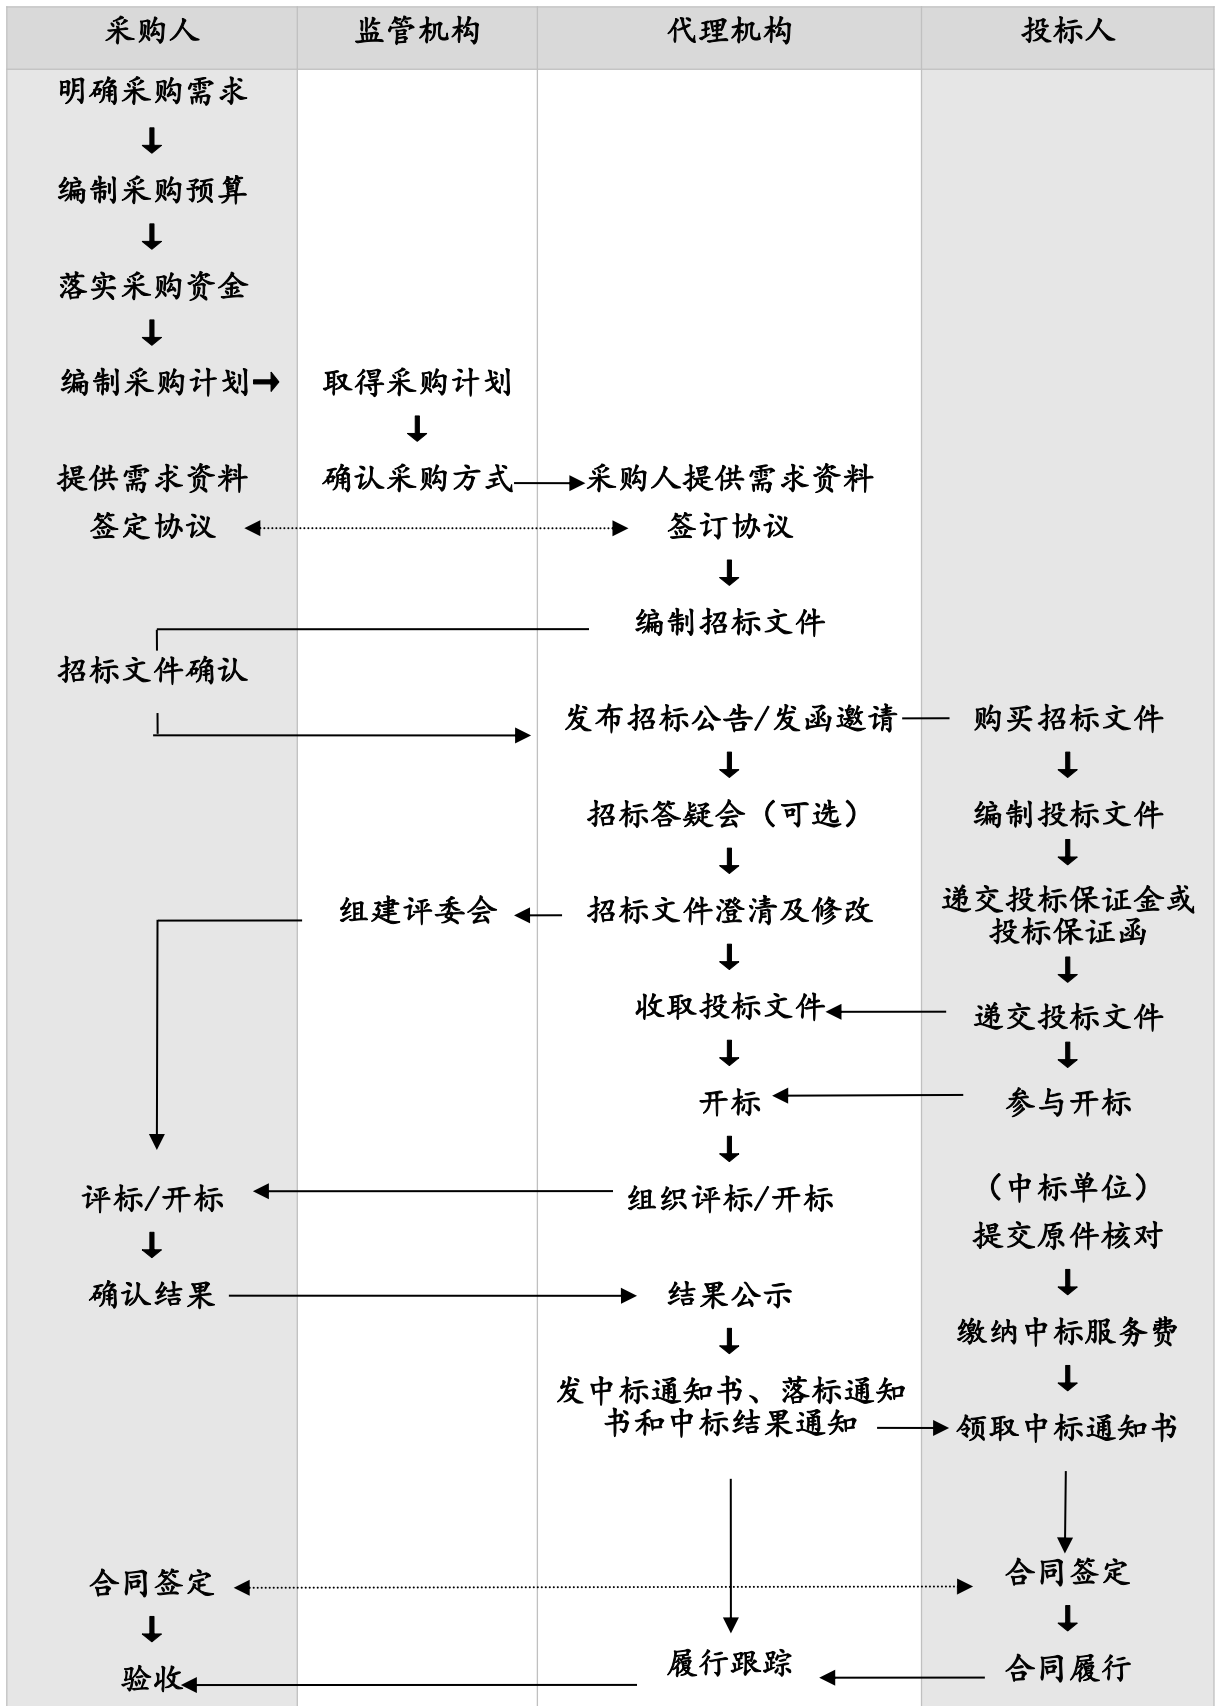 采购人 监管机构 代理机构 投标人
明确采购需求
编制采购预算
落实采购资金
编制采购计划 取得采购计划
提供需求资料 确认采购方式 采购人提供需求资料
签定协议 签订协议
编制招标文件
招标文件确认
发布招标公告/发函邀请 购买招标文件
招标答疑会（可选） 编制投标文件
组建评委会 招标文件澄清及修改 递交投标保证金或
投标保证函
收取投标文件 递交投标文件
开标 参与开标
评标/开标 组织评标/开标 （中标单位）
提交原件核对
确认结果 结果公示
缴纳中标服务费
发中标通知书、落标通知
书和中标结果通知 领取中标通知书
合同签定 合同签定
验收 履行跟踪 合同履行